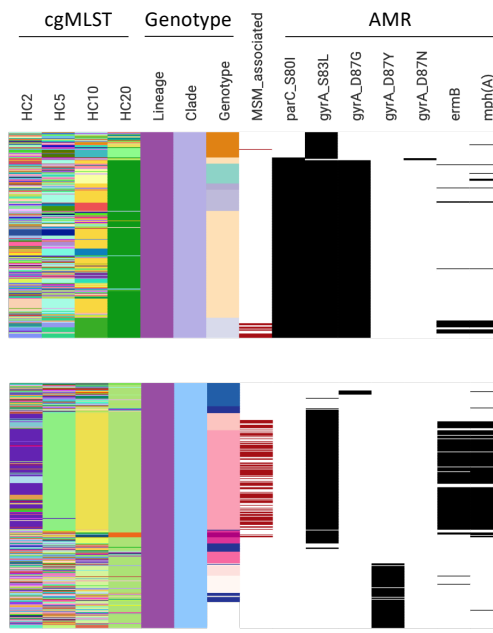 cgMLST Genotype AMR
HC2
HC5
HC10
HC20
Lineage
Clade
Genotype
MSM_associated
parC_S80I
gyrA_S83L
gyrA_D87G
gyrA_D87Y
gyrA_D87N
ermB
mph(A)